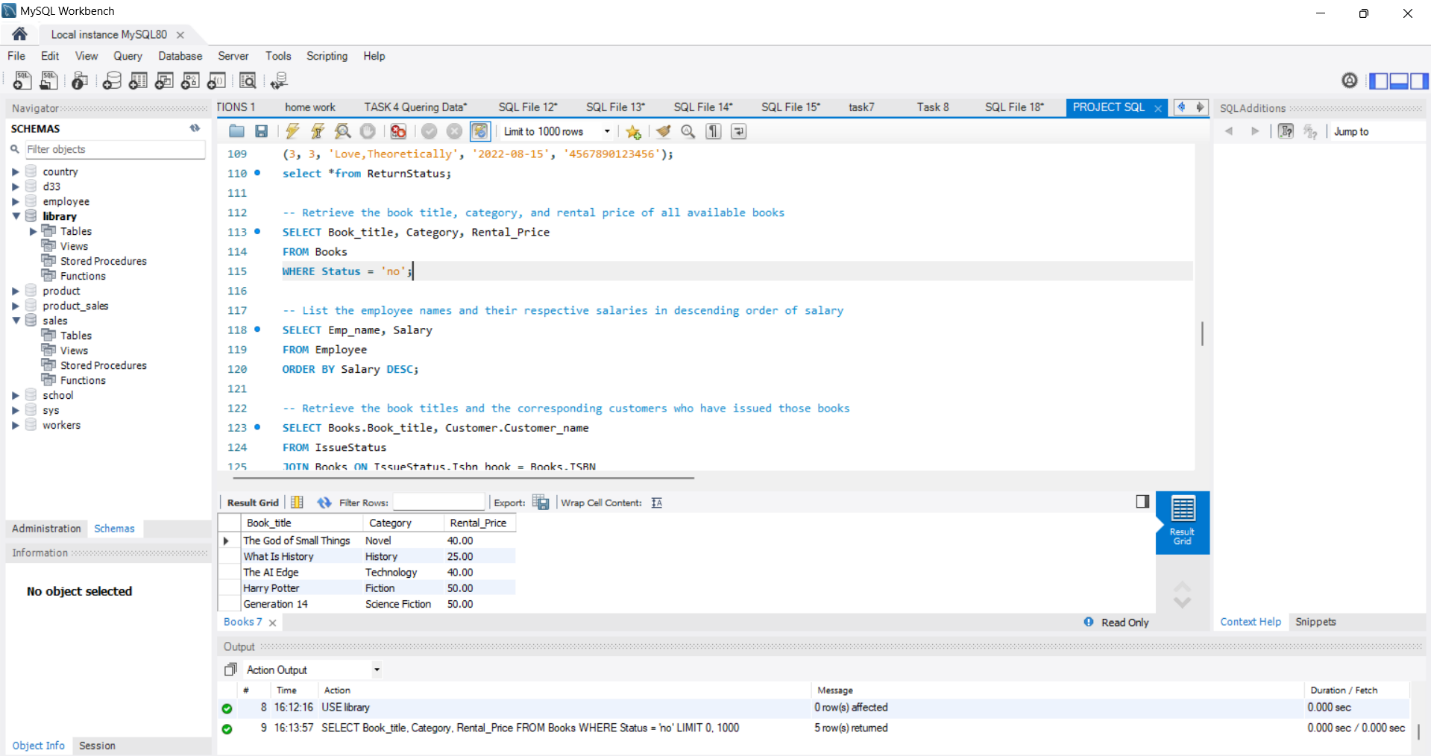 MySQL Workbench
Local instance MySQL80
File Edit View Query Database Server Tools Scripting Help
Navigator
SCHEMAS
Filter objects
country
d33
employee
library
Tables
Views
Stored Procedures
Functions
product
product_sales
sales
Tables
Views
Stored Procedures
Functions
school
sys
workers
Administration Schemas
Information
No object selected
Object Info Session
TIONS 1 home work TASK 4 Quering Data* SQL File 12* SQL File 13* SQL File 14* SQL File 15* task7 Task 8 SQL File 18* PROJECT SQL
Limit to 1000 rows
109 (3, 3, 'Love,Theoretically', '2022-08-15', '4567890123456');
110 select *from ReturnStatus;
111
112 -- Retrieve the book title, category, and rental price of all available books
113 SELECT Book_title, Category, Rental_Price
114 FROM Books
115 WHERE Status = 'no';
116
117 -- List the employee names and their respective salaries in descending order of salary
118 SELECT Emp_name, Salary
119 FROM Employee
120 ORDER BY Salary DESC;
121
122 -- Retrieve the book titles and the corresponding customers who have issued those books
123 SELECT Books.Book_title, Customer.Customer_name
124 FROM IssueStatus
125 JOIN Books ON IssueStatus.Isbn_book = Books.ISBN
Result Grid Filter Rows: Export: Wrap Cell Content:
Book_title Category Rental_Price
The God of Small Things Novel 40.00
What Is History History 25.00
The AI Edge Technology 40.00
Harry Potter Fiction 50.00
Generation 14 Science Fiction 50.00
Result
Grid
Books 7 Read Only
Output
Action Output
# Time Action Message Duration / Fetch
8 16:12:16 USE library 0 row(s) affected 0.000 sec
9 16:13:57 SELECT Book_title, Category, Rental_Price FROM Books WHERE Status = 'no' LIMIT 0, 1000 5 row(s) returned 0.000 sec / 0.000 sec
SQLAdditions
Jump to
Context Help Snippets